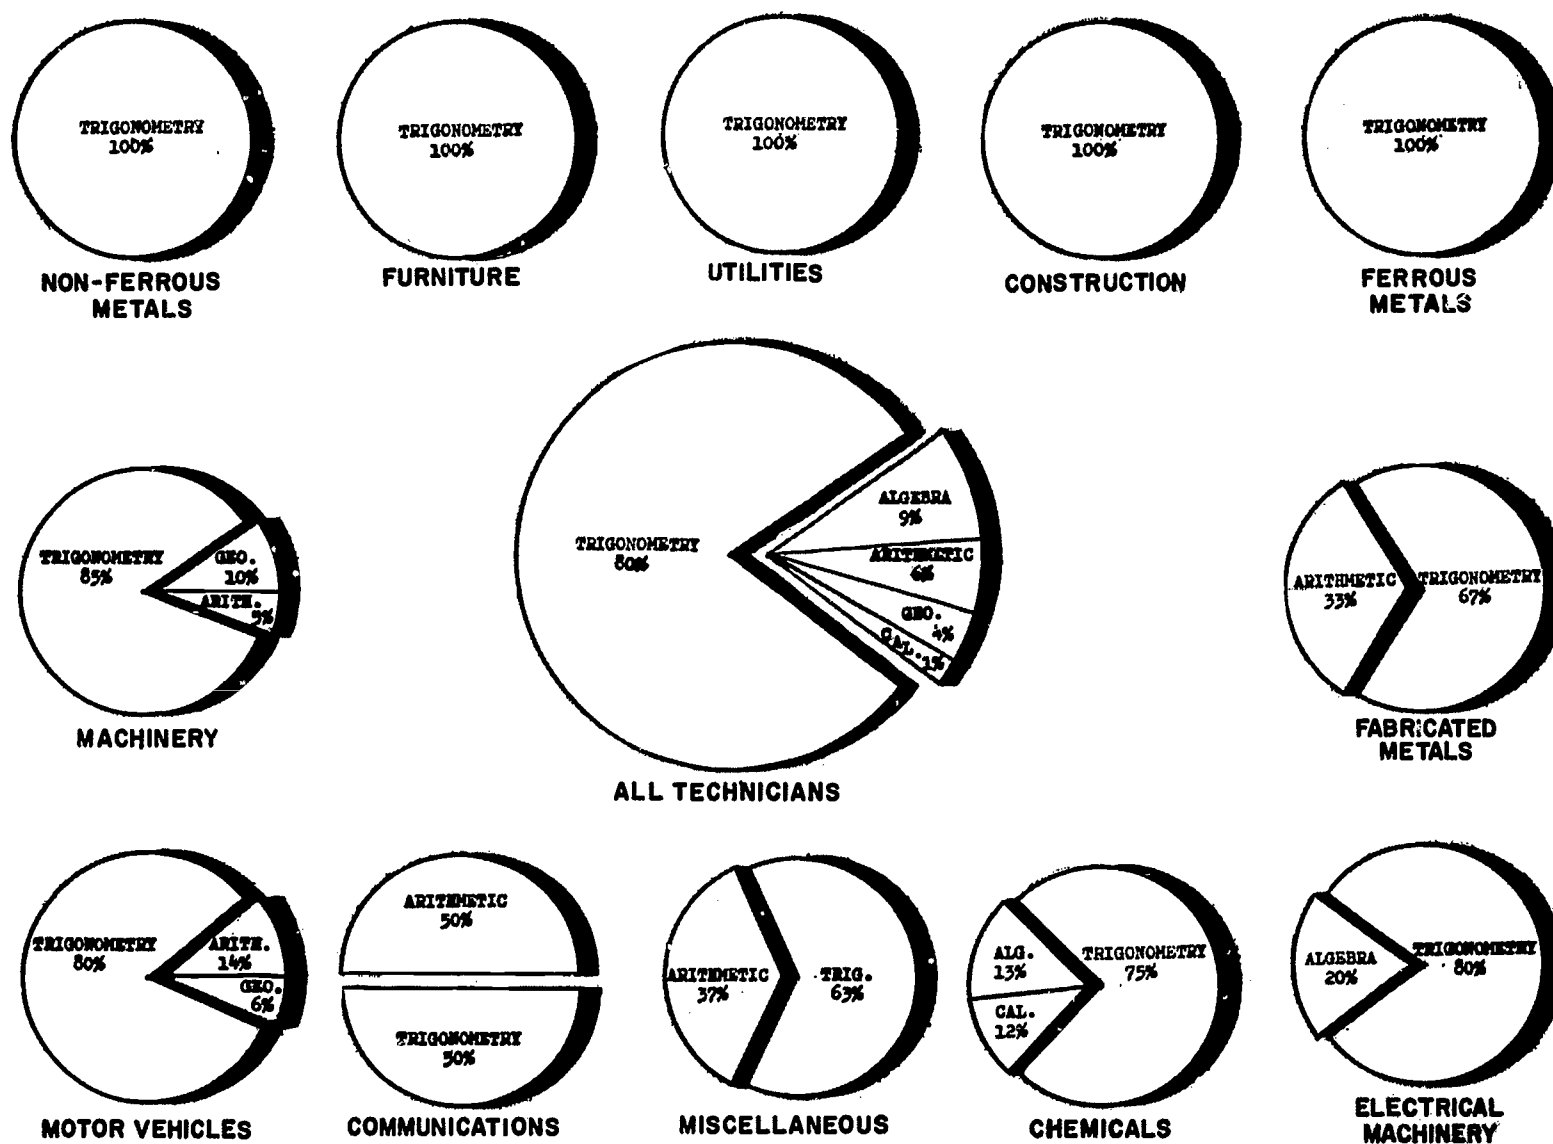 TRIGONOMETRY
100%
NON-FERROUS
METALS
TRIGONOMETRY
100%
FURNITURE
TRIGONOMETRY
100%
UTILITIES
TRIGONOMETRY
100%
CONSTRUCTION
TRIGONOMETRY
100%
FERROUS
METALS
TRIGONOMETRY
85%
GEO.
10%
ARITH.
5%
MACHINERY
TRIGONOMETRY
80%
ALGEBRA
9%
ARITHMETIC
6%
GEO.
4%
CAL. 1%
ALL TECHNICIANS
ARITHMETIC
33%
TRIGONOMETRY
67%
FABRICATED
METALS
TRIGONOMETRY
80%
ARITH.
14%
GEO.
6%
MOTOR VEHICLES
ARITHMETIC
50%
TRIGONOMETRY
50%
COMMUNICATIONS
ARITHMETIC
37%
TRIG.
63%
MISCELLANEOUS
ALG.
13%
CAL.
12%
TRIGONOMETRY
75%
CHEMICALS
ALGEBRA
20%
TRIGONOMETRY
80%
ELECTRICAL
MACHINERY